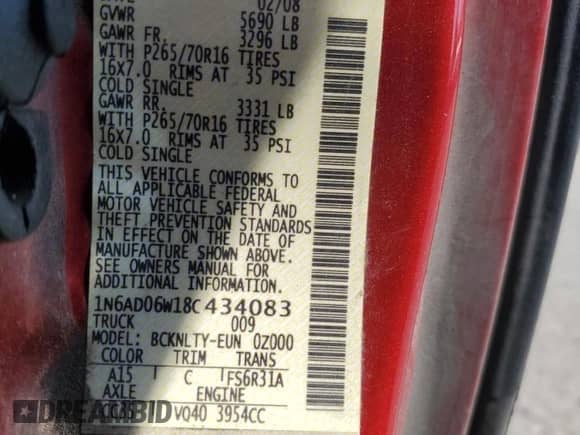 DATE 02/08
GVWR 5690 LB
GAWR FR. 3296 LB
WITH P265/70R16 TIRES
16X7.0 RIMS AT 35 PSI
COLD SINGLE
GAWR RR. 3331 LB
WITH P265/70R16 TIRES
16X7.0 RIMS AT 35 PSI
COLD SINGLE
THIS VEHICLE CONFORMS TO
ALL APPLICABLE FEDERAL
MOTOR VEHICLE SAFETY AND
THEFT PREVENTION STANDARDS
IN EFFECT ON THE DATE OF
MANUFACTURE SHOWN ABOVE.
SEE OWNERS MANUAL FOR
ADDITIONAL INFORMATION
1N6AD06W18C434083
TRUCK 009
MODEL: BCKNLTY-EUN 0Z000
COLOR TRIM TRANS
A15 C FS6R31A
AXLE ENGINE
CC35 VQ40 3954CC
DREAMBID